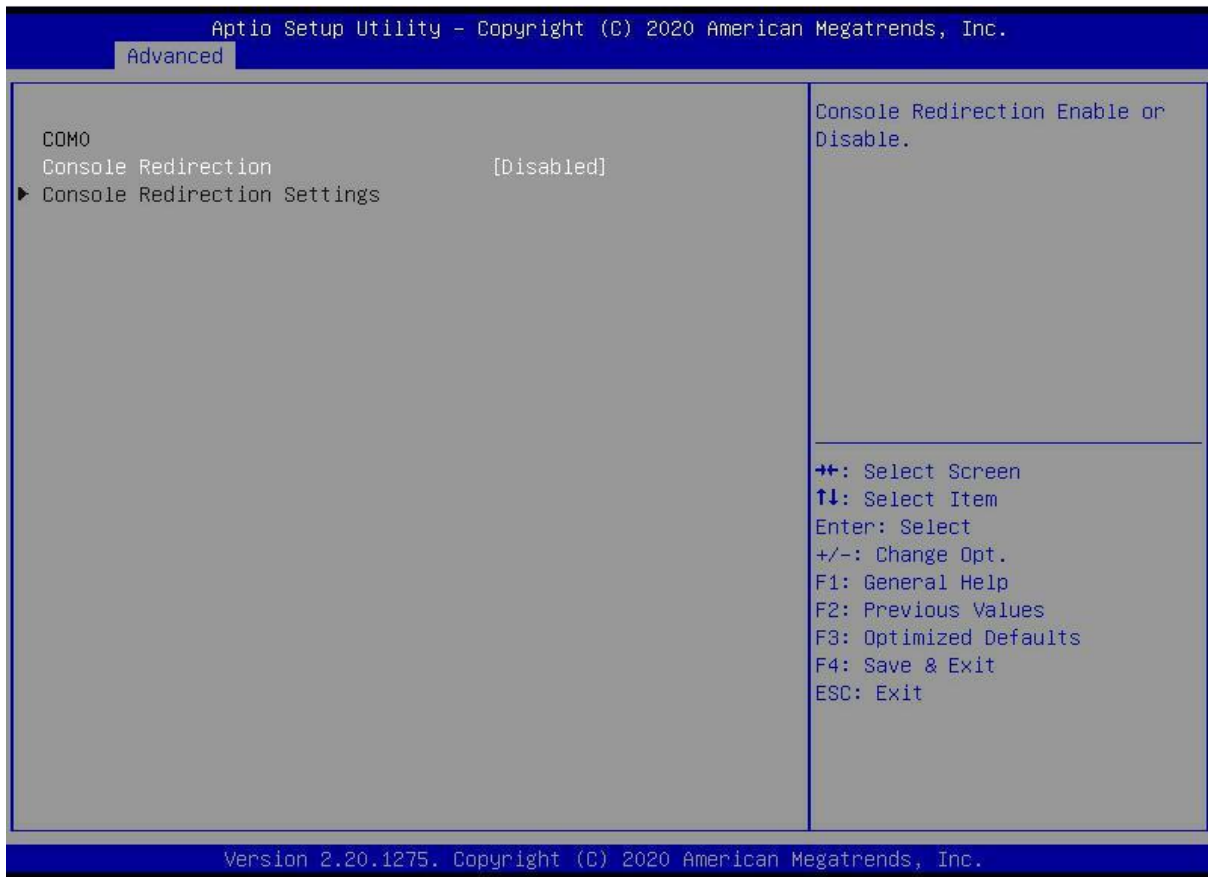 Aptio Setup Utility – Copyright (C) 2020 American Megatrends, Inc.
Advanced
COM0
Console Redirection [Disabled]
▶ Console Redirection Settings
Console Redirection Enable or
Disable.
→←: Select Screen
↑↓: Select Item
Enter: Select
+/-: Change Opt.
F1: General Help
F2: Previous Values
F3: Optimized Defaults
F4: Save & Exit
ESC: Exit
Version 2.20.1275. Copyright (C) 2020 American Megatrends, Inc.